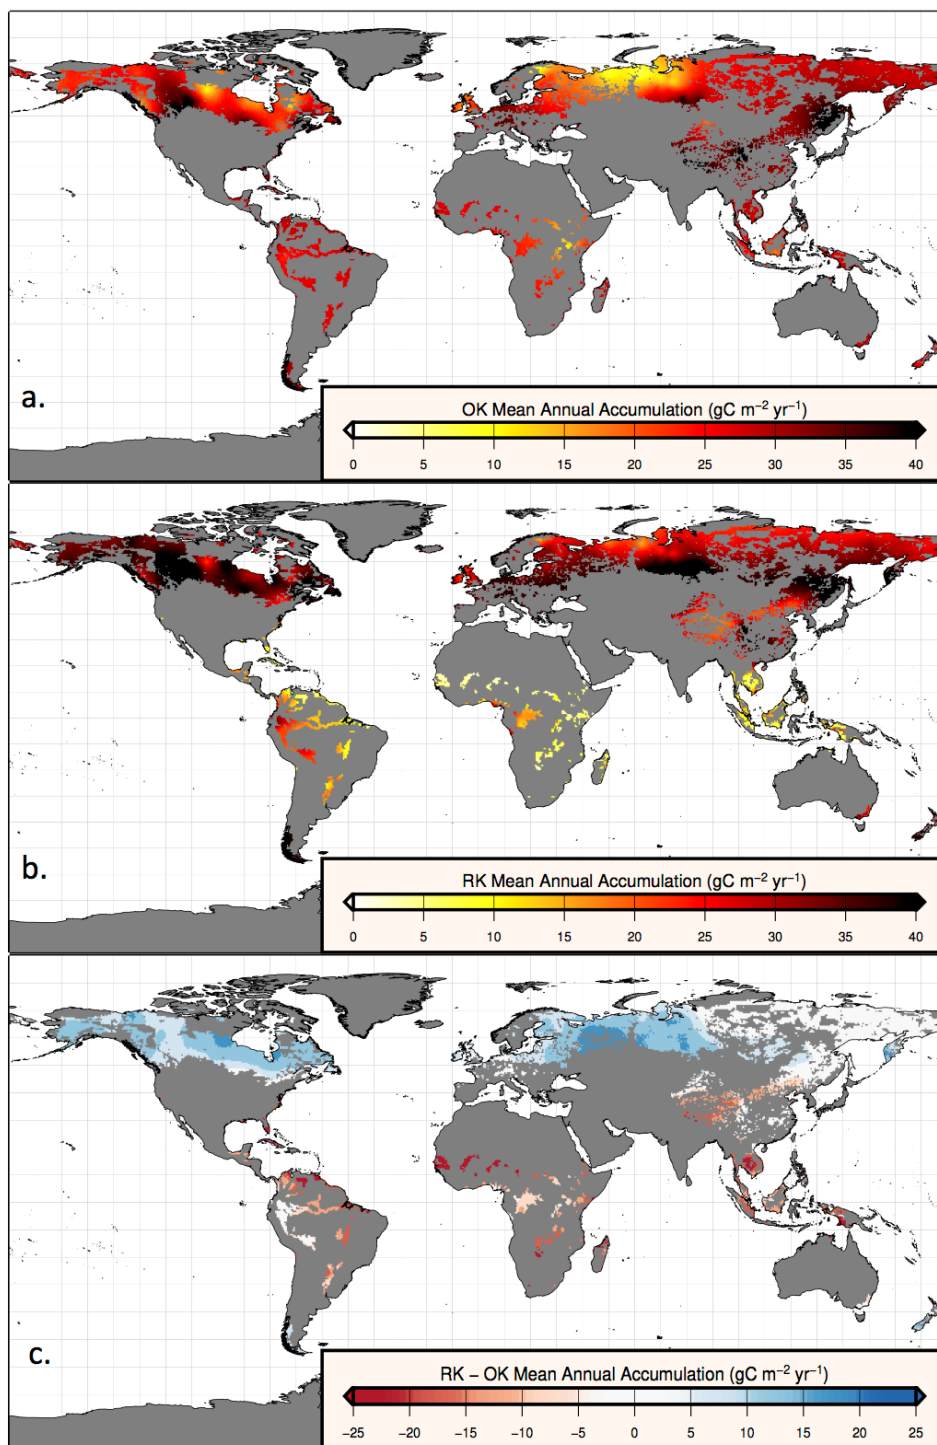 a.
OK Mean Annual Accumulation (gC m⁻² yr⁻¹)
0 5 10 15 20 25 30 35 40
b.
RK Mean Annual Accumulation (gC m⁻² yr⁻¹)
0 5 10 15 20 25 30 35 40
c.
RK − OK Mean Annual Accumulation (gC m⁻² yr⁻¹)
−25 −20 −15 −10 −5 0 5 10 15 20 25